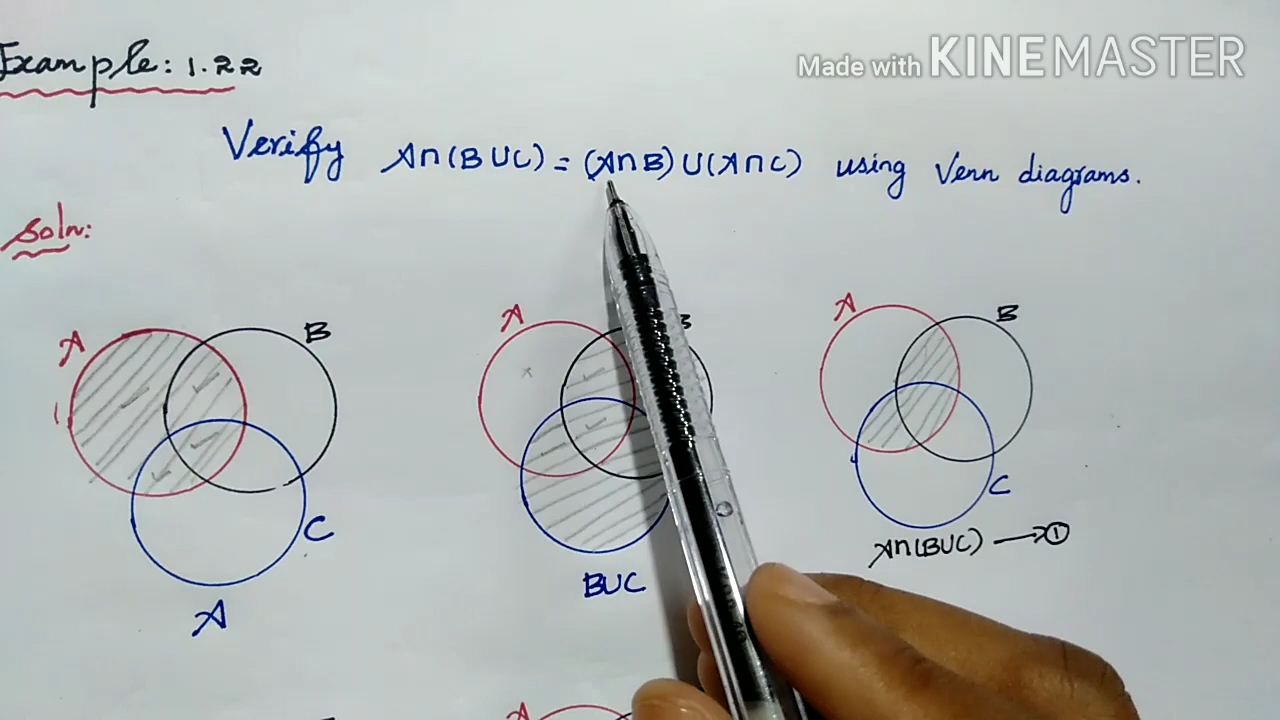 Example: 1.22
Made with KINEMASTER
Verify A∩(B∪C) = (A∩B)∪(A∩C) using Venn diagrams.
Soln:
A B C
A B
A B C
A
B∪C
A∩(B∪C) → ①
A